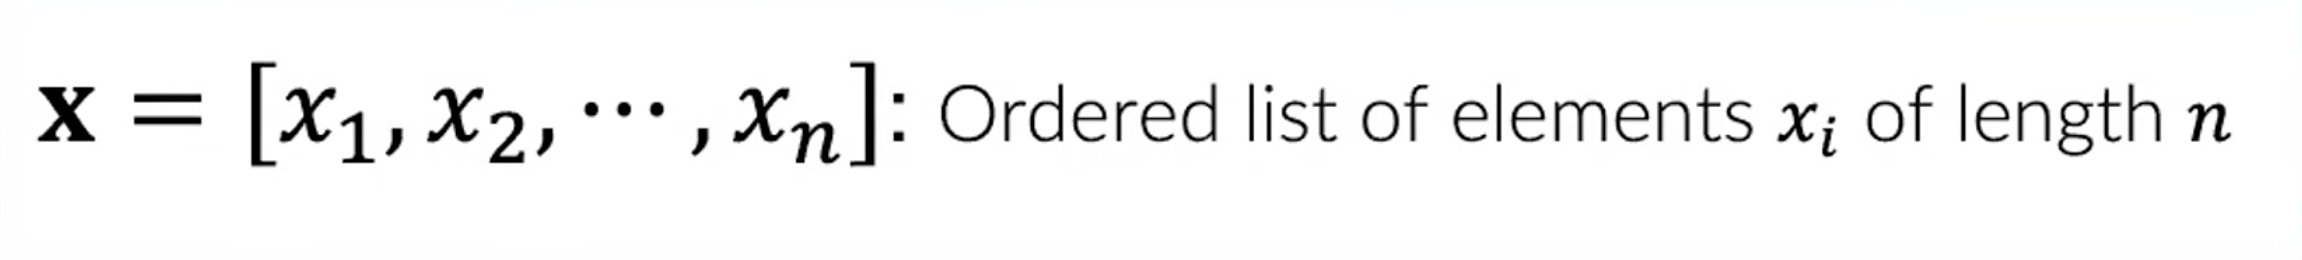 𝐱 = [𝑥₁, 𝑥₂, ⋯ , 𝑥ₙ]: Ordered list of elements 𝑥ᵢ of length 𝑛